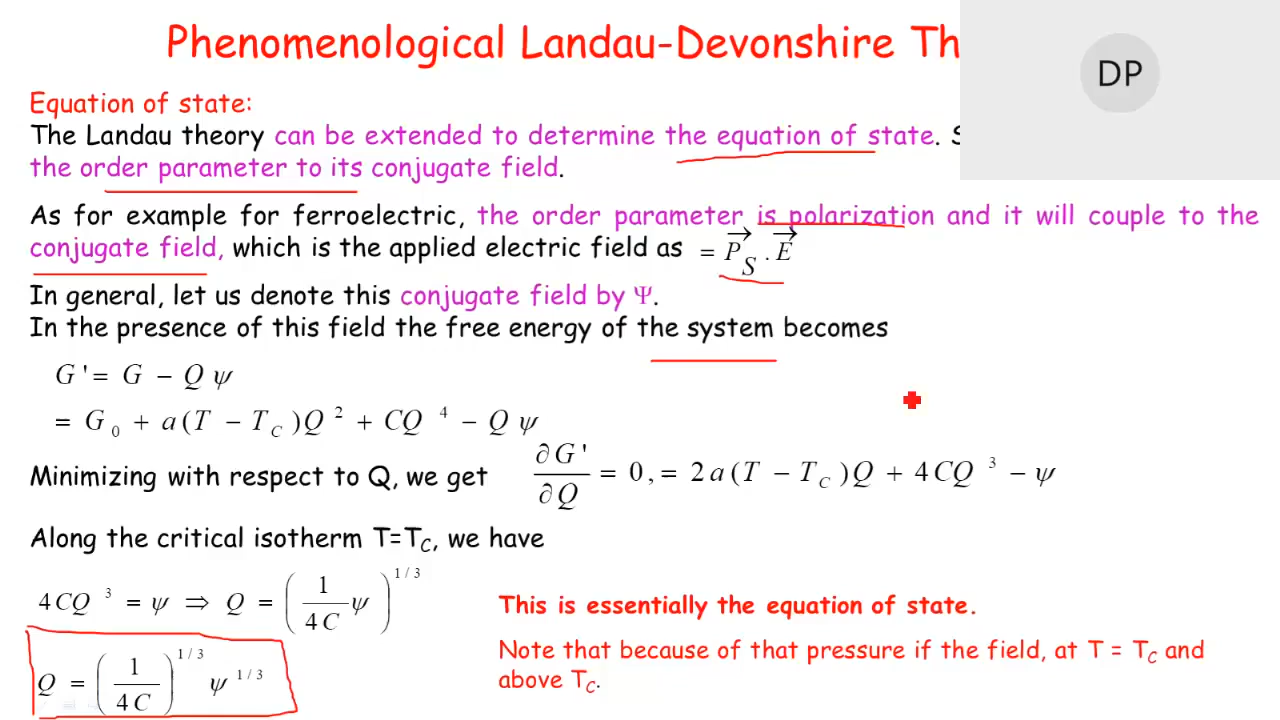 Phenomenological Landau-Devonshire Th
DP
Equation of state:
The Landau theory can be extended to determine the equation of state. S
the order parameter to its conjugate field.
As for example for ferroelectric, the order parameter is polarization and it will couple to the
conjugate field, which is the applied electric field as = P⃗_S . E⃗
In general, let us denote this conjugate field by Ψ.
In the presence of this field the free energy of the system becomes
G' = G − Qψ
= G_0 + a(T − T_C)Q^2 + CQ^4 − Qψ
Minimizing with respect to Q, we get ∂G'/∂Q = 0, = 2a(T − T_C)Q + 4CQ^3 − ψ
Along the critical isotherm T=T_C, we have
4CQ^3 = ψ ⇒ Q = (1/4C ψ)^1/3
This is essentially the equation of state.
Q = (1/4C)^1/3 ψ^1/3
Note that because of that pressure if the field, at T = T_C and
above T_C.